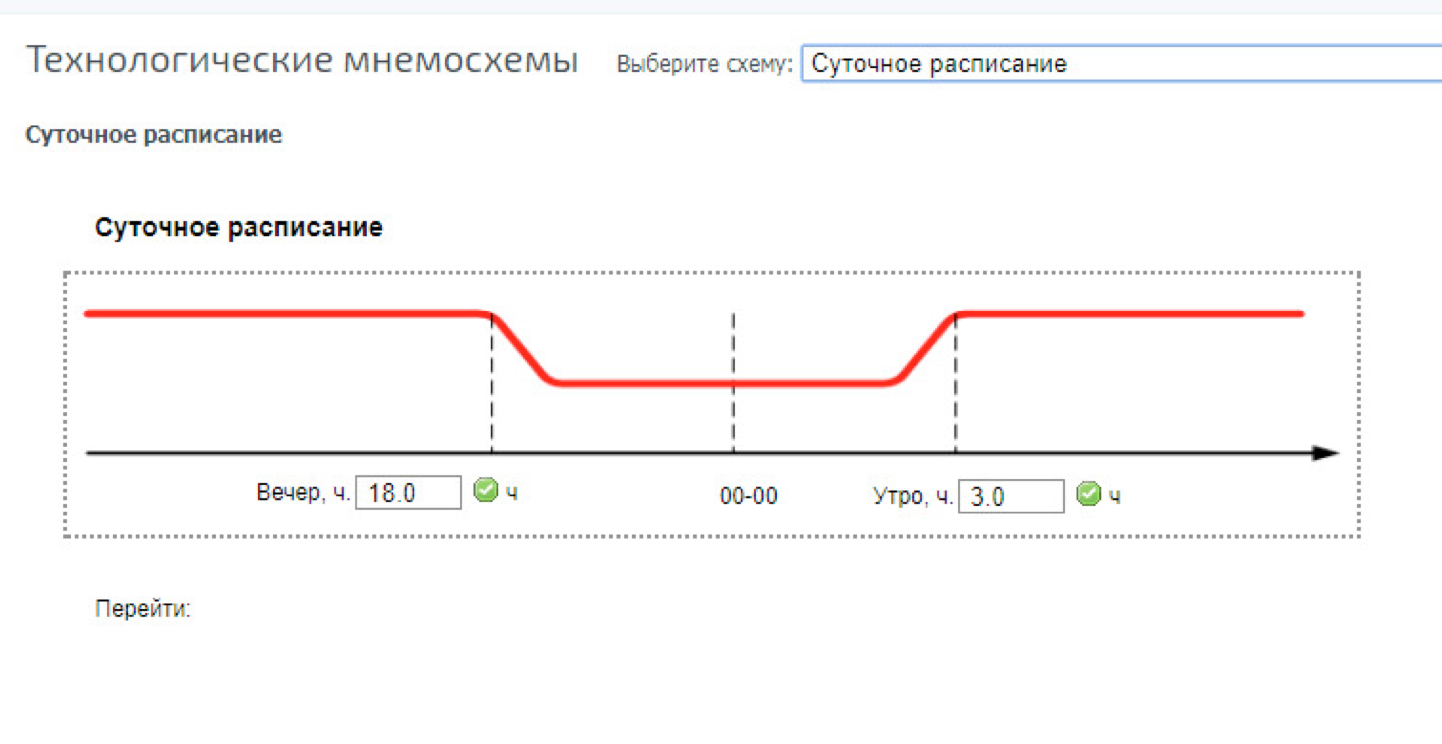 Технологические мнемосхемы Выберите схему: Суточное расписание
Суточное расписание
Суточное расписание
Вечер, ч. 18.0 ч 00-00 Утро, ч. 3.0 ч
Перейти: